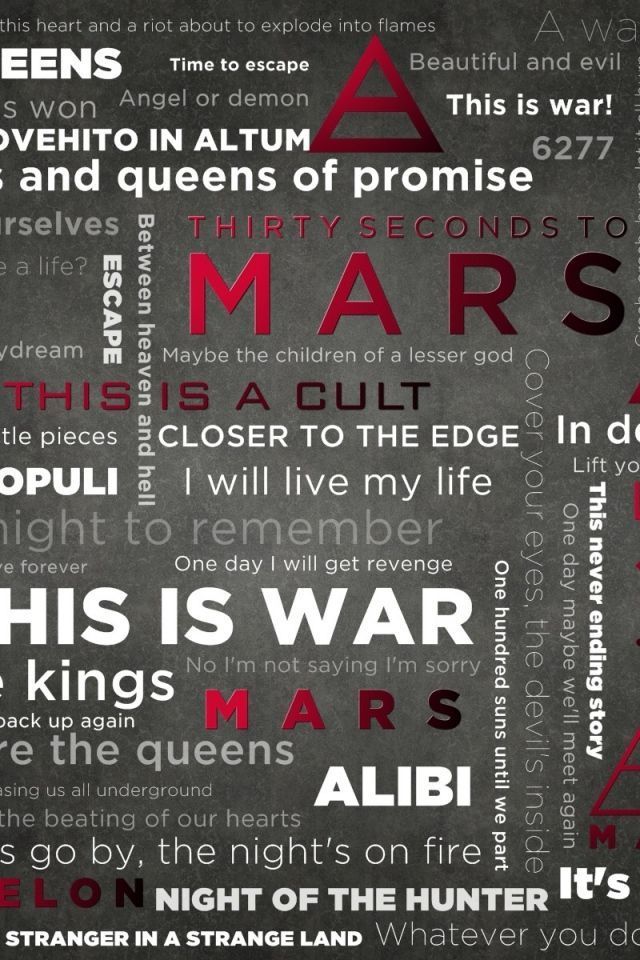 this heart and a riot about to explode into flames
A wa
EENS
Time to escape
Beautiful and evil
s won
Angel or demon
This is war!
OVEHITO IN ALTUM
6277
s and queens of promise
urselves
THIRTY SECONDS TO
MARS
e a life?
ESCAPE
Between heaven and hell
ydream
Maybe the children of a lesser god
THIS IS A CULT
tle pieces
CLOSER TO THE EDGE
In de
Lift yo
OPULI
I will live my life
Cover your eyes, the devil's inside
night to remember
ve forever
One day I will get revenge
This never ending story
One day maybe we'll meet again
HIS IS WAR
One hundred suns until we part
e kings
No I'm not saying I'm sorry
MARS
back up again
re the queens
ALIBI
asing us all underground
the beating of our hearts
M A
s go by, the night's on fire
ELON
NIGHT OF THE HUNTER
It's
STRANGER IN A STRANGE LAND
Whatever you do